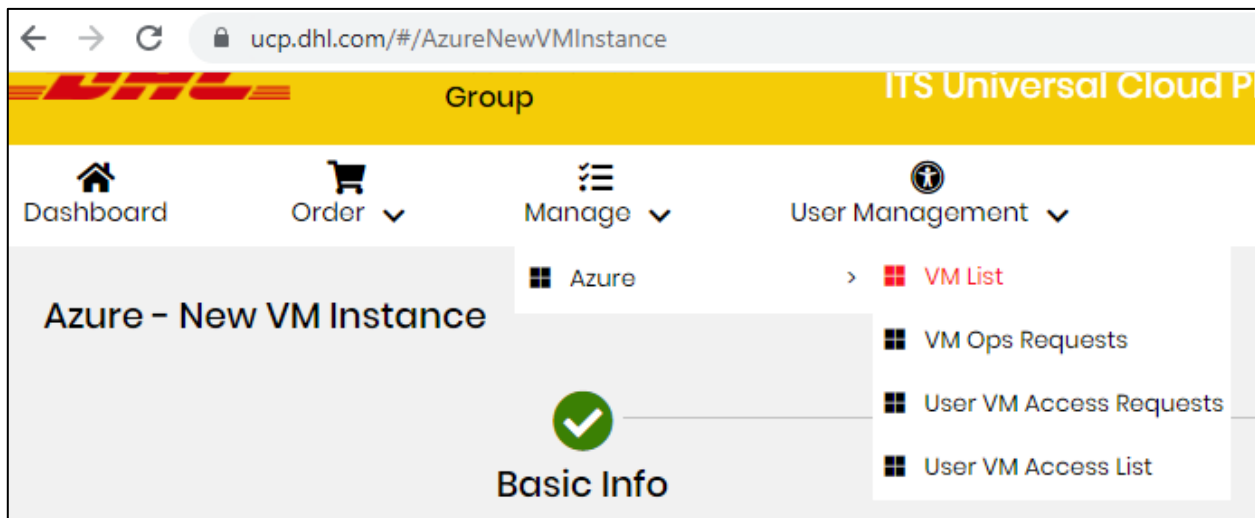 ucp.dhl.com/#/AzureNewVMInstance
DHL
Group
ITS Universal Cloud
Dashboard
Order
Manage
User Management
Azure
VM List
Azure - New VM Instance
VM Ops Requests
User VM Access Requests
User VM Access List
Basic Info